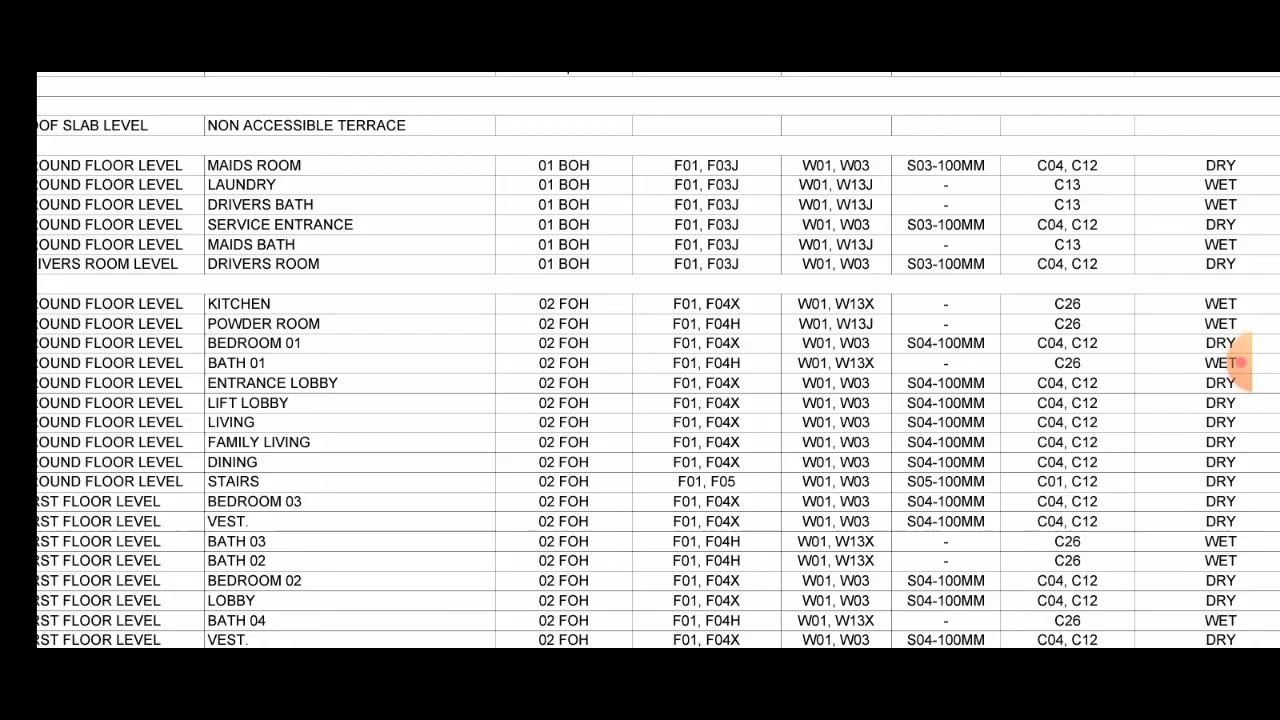 OOF SLAB LEVEL NON ACCESSIBLE TERRACE
ROUND FLOOR LEVEL MAIDS ROOM 01 BOH F01, F03J W01, W03 S03-100MM C04, C12 DRY
ROUND FLOOR LEVEL LAUNDRY 01 BOH F01, F03J W01, W13J - C13 WET
ROUND FLOOR LEVEL DRIVERS BATH 01 BOH F01, F03J W01, W13J - C13 WET
ROUND FLOOR LEVEL SERVICE ENTRANCE 01 BOH F01, F03J W01, W03 S03-100MM C04, C12 DRY
ROUND FLOOR LEVEL MAIDS BATH 01 BOH F01, F03J W01, W13J - C13 WET
RIVERS ROOM LEVEL DRIVERS ROOM 01 BOH F01, F03J W01, W03 S03-100MM C04, C12 DRY
ROUND FLOOR LEVEL KITCHEN 02 FOH F01, F04X W01, W13X - C26 WET
ROUND FLOOR LEVEL POWDER ROOM 02 FOH F01, F04H W01, W13J - C26 WET
ROUND FLOOR LEVEL BEDROOM 01 02 FOH F01, F04X W01, W03 S04-100MM C04, C12 DRY
ROUND FLOOR LEVEL BATH 01 02 FOH F01, F04H W01, W13X - C26 WET
ROUND FLOOR LEVEL ENTRANCE LOBBY 02 FOH F01, F04X W01, W03 S04-100MM C04, C12 DRY
ROUND FLOOR LEVEL LIFT LOBBY 02 FOH F01, F04X W01, W03 S04-100MM C04, C12 DRY
ROUND FLOOR LEVEL LIVING 02 FOH F01, F04X W01, W03 S04-100MM C04, C12 DRY
ROUND FLOOR LEVEL FAMILY LIVING 02 FOH F01, F04X W01, W03 S04-100MM C04, C12 DRY
ROUND FLOOR LEVEL DINING 02 FOH F01, F04X W01, W03 S04-100MM C04, C12 DRY
ROUND FLOOR LEVEL STAIRS 02 FOH F01, F05 W01, W03 S05-100MM C01, C12 DRY
RST FLOOR LEVEL BEDROOM 03 02 FOH F01, F04X W01, W03 S04-100MM C04, C12 DRY
RST FLOOR LEVEL VEST. 02 FOH F01, F04X W01, W03 S04-100MM C04, C12 DRY
RST FLOOR LEVEL BATH 03 02 FOH F01, F04H W01, W13X - C26 WET
RST FLOOR LEVEL BATH 02 02 FOH F01, F04H W01, W13X - C26 WET
RST FLOOR LEVEL BEDROOM 02 02 FOH F01, F04X W01, W03 S04-100MM C04, C12 DRY
RST FLOOR LEVEL LOBBY 02 FOH F01, F04X W01, W03 S04-100MM C04, C12 DRY
RST FLOOR LEVEL BATH 04 02 FOH F01, F04H W01, W13X - C26 WET
RST FLOOR LEVEL VEST. 02 FOH F01, F04X W01, W03 S04-100MM C04, C12 DRY